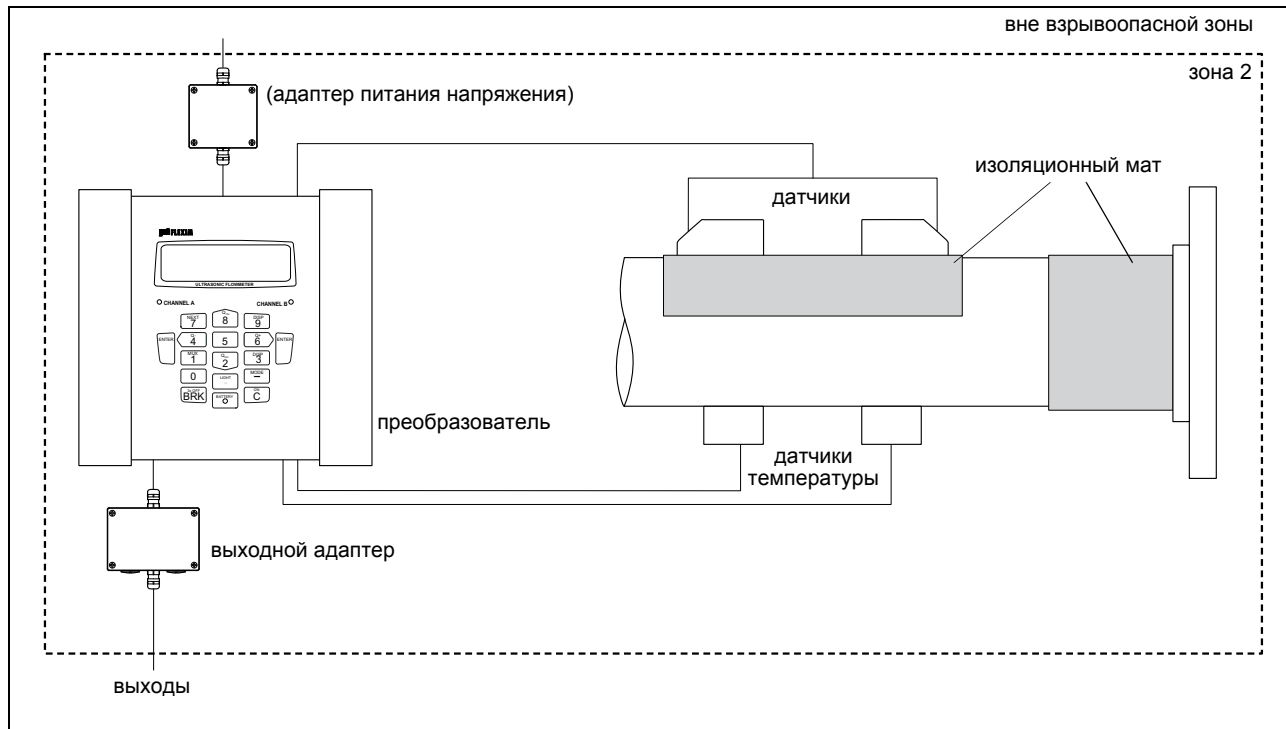 вне взрывоопасной зоны
зона 2
(адаптер питания напряжения)
изоляционный мат
датчики
FLEXIM
ULTRASONIC FLOWMETER
CHANNEL A
CHANNEL B
NEXT
7
8
DISP
9
ENTER
4
5
6
ENTER
MUX
1
2
DISP
3
0
LIGHT
MODE
BRK
BATTERY
ON
C
преобразователь
датчики
температуры
выходной адаптер
выходы